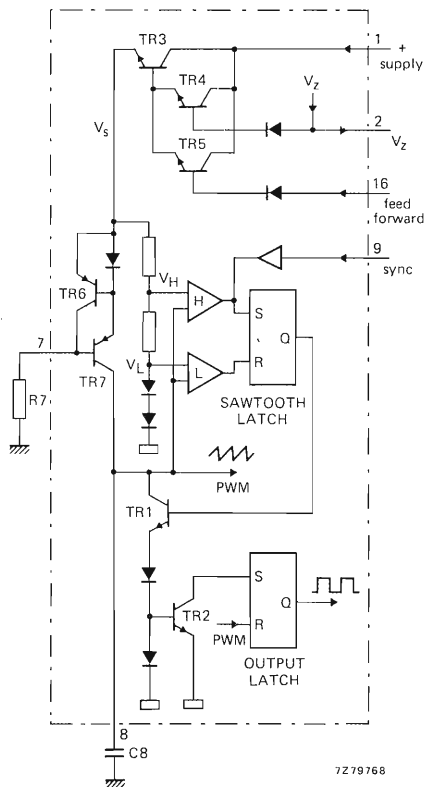 TR3
1
+
supply
TR4
Vz
Vs
2
Vz
TR5
16
feed
forward
9
sync
VH
TR6
H
S
Q
7
VL
L
R
TR7
R7
SAWTOOTH
LATCH
PWM
TR1
S
Q
TR2
R
PWM
OUTPUT
LATCH
8
C8
7Z79768